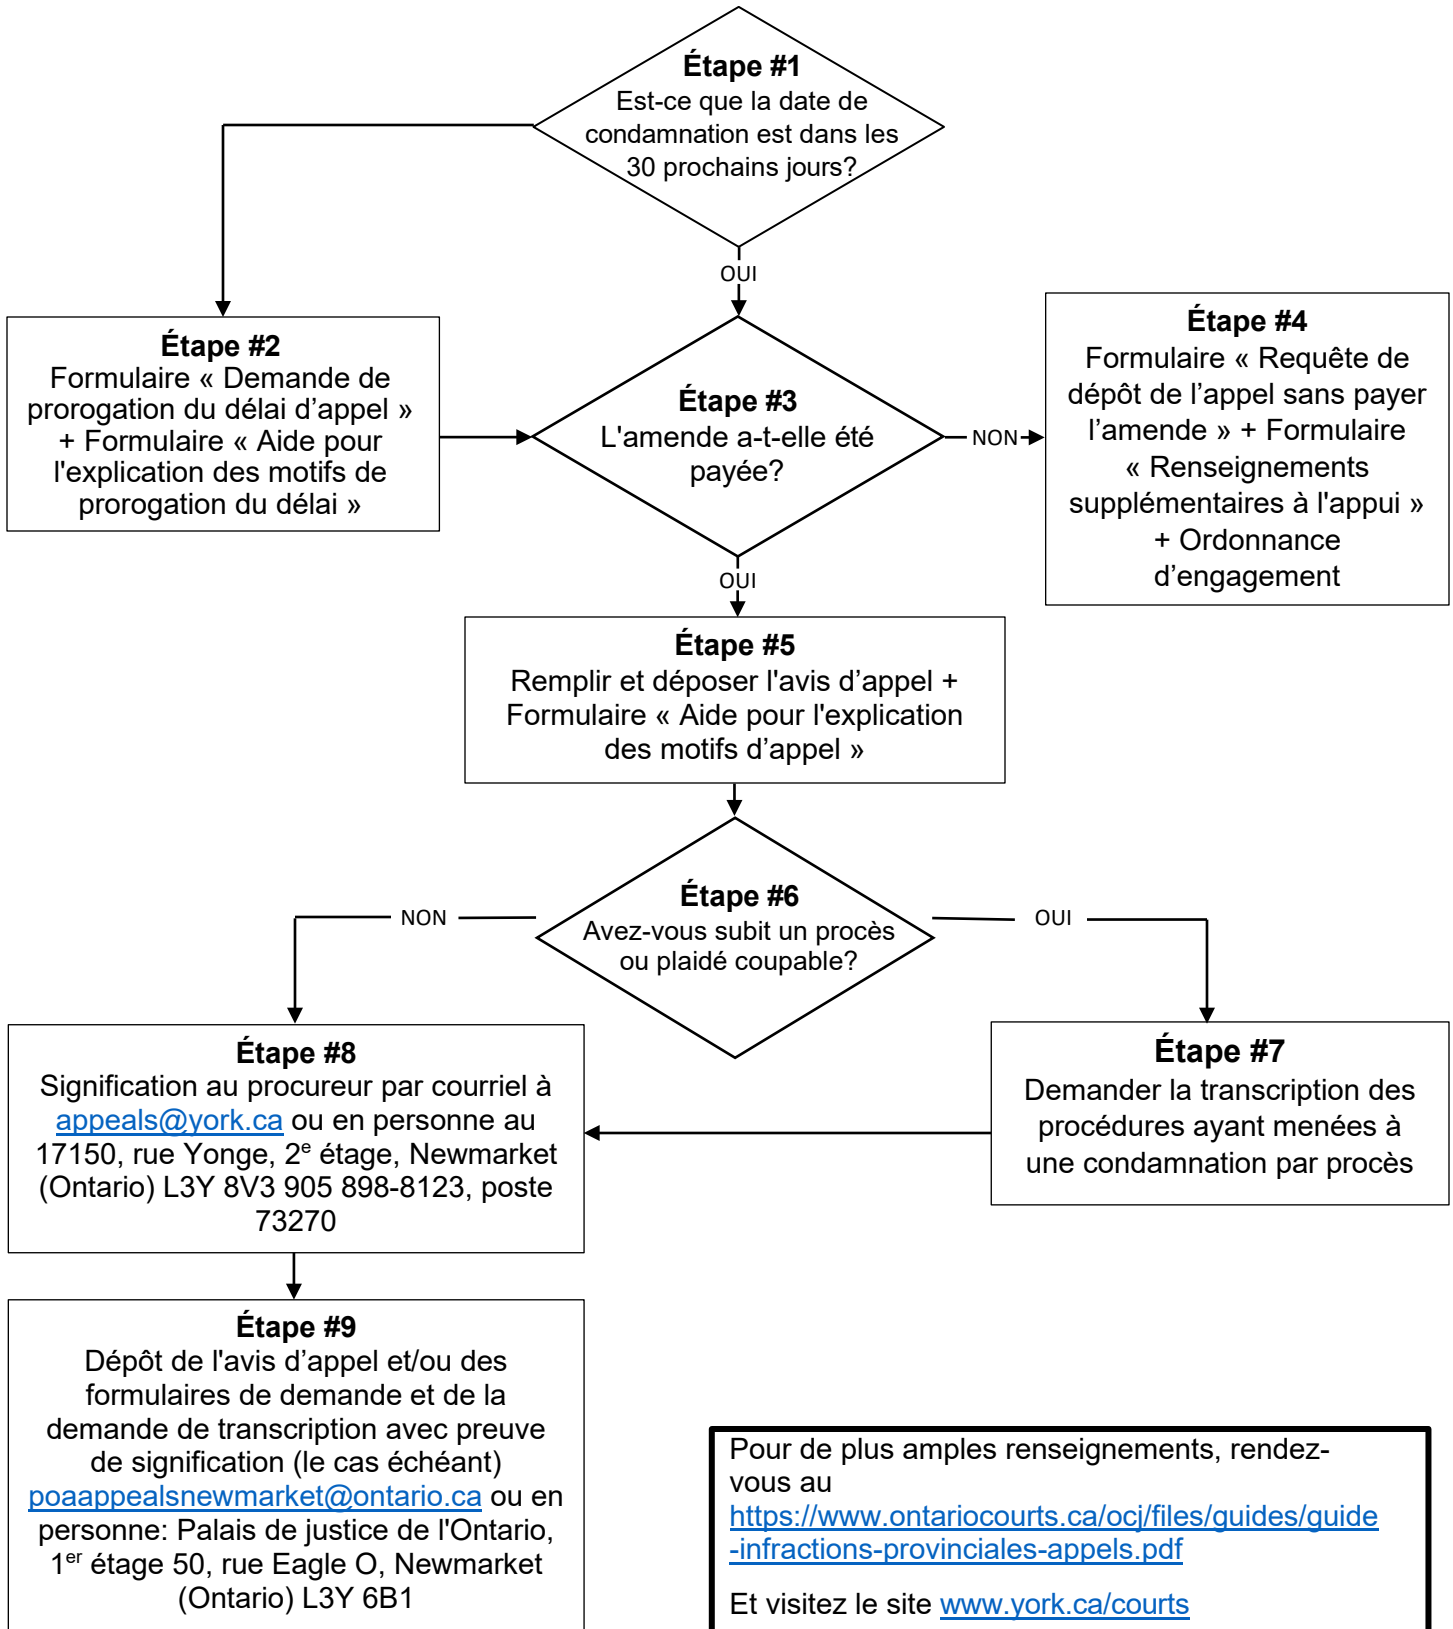 Étape #1
Est-ce que la date de
condamnation est dans les
30 prochains jours?
OUI
Étape #2
Formulaire « Demande de
prorogation du délai d’appel »
+ Formulaire « Aide pour
l'explication des motifs de
prorogation du délai »
Étape #3
L'amende a-t-elle été
payée?
NON
Étape #4
Formulaire « Requête de
dépôt de l’appel sans payer
l’amende » + Formulaire
« Renseignements
supplémentaires à l'appui »
+ Ordonnance
d’engagement
OUI
Étape #5
Remplir et déposer l'avis d’appel +
Formulaire « Aide pour l'explication
des motifs d’appel »
Étape #6
Avez-vous subit un procès
ou plaidé coupable?
NON
OUI
Étape #8
Signification au procureur par courriel à
appeals@york.ca ou en personne au
17150, rue Yonge, 2e étage, Newmarket
(Ontario) L3Y 8V3 905 898-8123, poste
73270
Étape #7
Demander la transcription des
procédures ayant menées à
une condamnation par procès
Étape #9
Dépôt de l'avis d’appel et/ou des
formulaires de demande et de la
demande de transcription avec preuve
de signification (le cas échéant)
poaappealsnewmarket@ontario.ca ou en
personne: Palais de justice de l'Ontario,
1er étage 50, rue Eagle O, Newmarket
(Ontario) L3Y 6B1
Pour de plus amples renseignements, rendez-
vous au
https://www.ontariocourts.ca/ocj/files/guides/guide
-infractions-provinciales-appels.pdf
Et visitez le site www.york.ca/courts